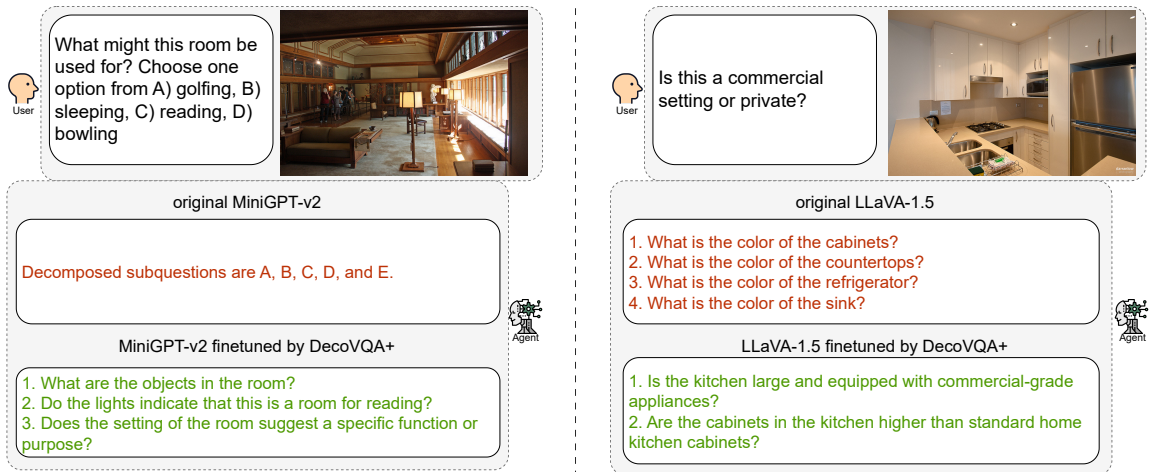 What might this room be
used for? Choose one
option from A) golfing, B)
sleeping, C) reading, D)
bowling
User
original MiniGPT-v2
Decomposed subquestions are A, B, C, D, and E.
Agent
MiniGPT-v2 finetuned by DecoVQA+
1. What are the objects in the room?
2. Do the lights indicate that this is a room for reading?
3. Does the setting of the room suggest a specific function or
purpose?
Is this a commercial
setting or private?
User
original LLaVA-1.5
1. What is the color of the cabinets?
2. What is the color of the countertops?
3. What is the color of the refrigerator?
4. What is the color of the sink?
Agent
LLaVA-1.5 finetuned by DecoVQA+
1. Is the kitchen large and equipped with commercial-grade
appliances?
2. Are the cabinets in the kitchen higher than standard home
kitchen cabinets?